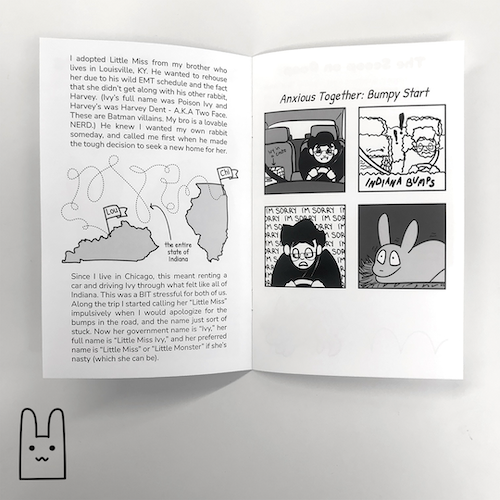 I adopted Little Miss from my brother who
lives in Louisville, KY. He wanted to rehouse
her due to his wild EMT schedule and the fact
that she didn't get along with his other rabbit,
Harvey. (Ivy's full name was Poison Ivy and
Harvey's was Harvey Dent - A.K.A Two Face.
These are Batman villains. My bro is a lovable
NERD.) He knew I wanted my own rabbit
someday, and called me first when he made
the tough decision to seek a new home for her.
Chi
Lou
the entire
state of
Indiana
Since I live in Chicago, this meant renting a
car and driving Ivy through what felt like all of
Indiana. This was a BIT stressful for both of us.
Along the trip I started calling her "Little Miss"
impulsively when I would apologize for the
bumps in the road, and the name just sort of
stuck. Now her government name is "Ivy," her
full name is "Little Miss Ivy," and her preferred
name is "Little Miss" or "Little Monster" if she's
nasty (which she can be).
Anxious Together: Bumpy Start
!!
INDIANA BUMPS
I'M SORRY I'M SORRY I'M SOR